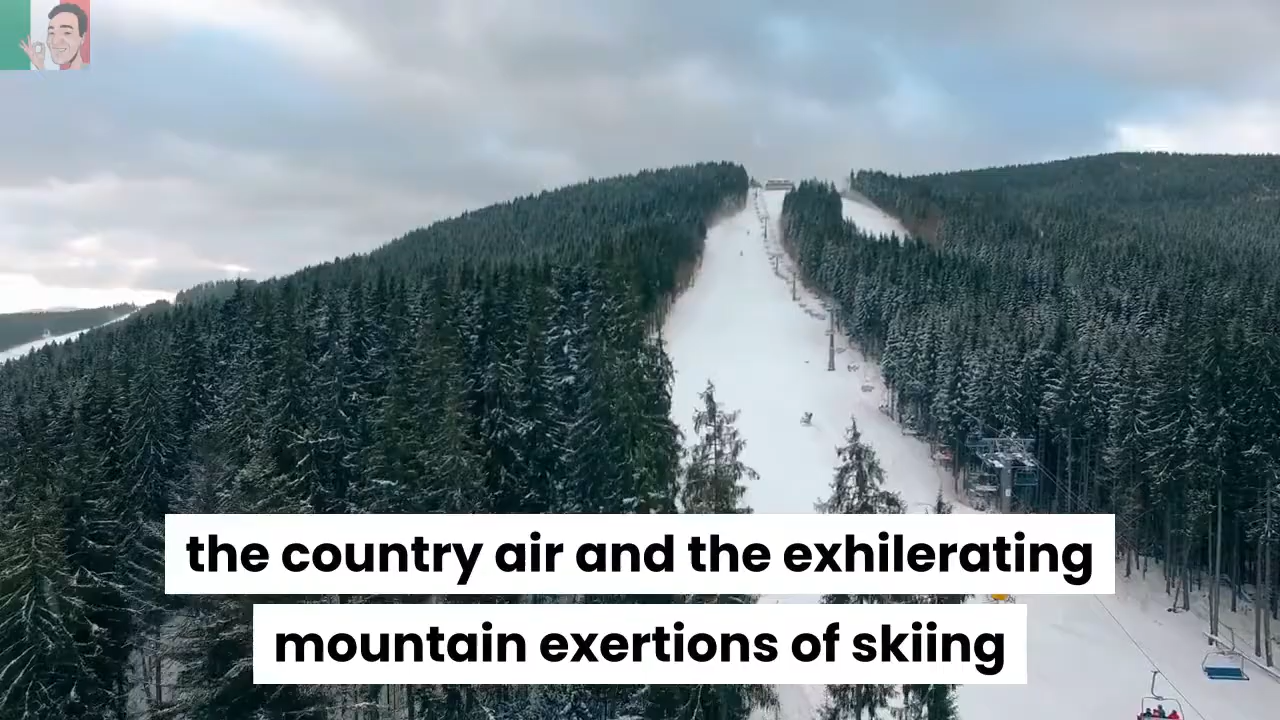 the country air and the exhilerating
mountain exertions of skiing